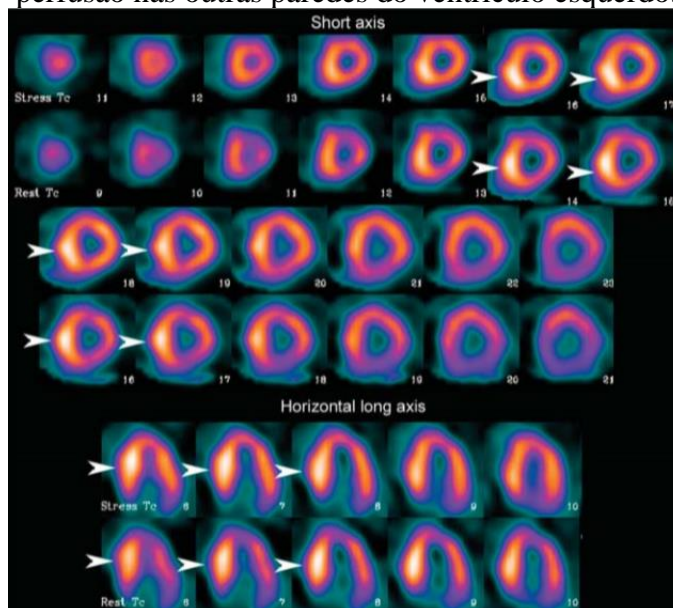 perfusão nas outras paredes do ventrículo esquerdo
Short axis
Stress Tc 11 12 13 14 15 16 17
Rest Tc 9 10 11 12 13 14 15
18 19 20 21 22 23
16 17 18 19 20 21
Horizontal long axis
Stress Tc 6 7 8 9 10
Rest Tc 6 7 8 9 10